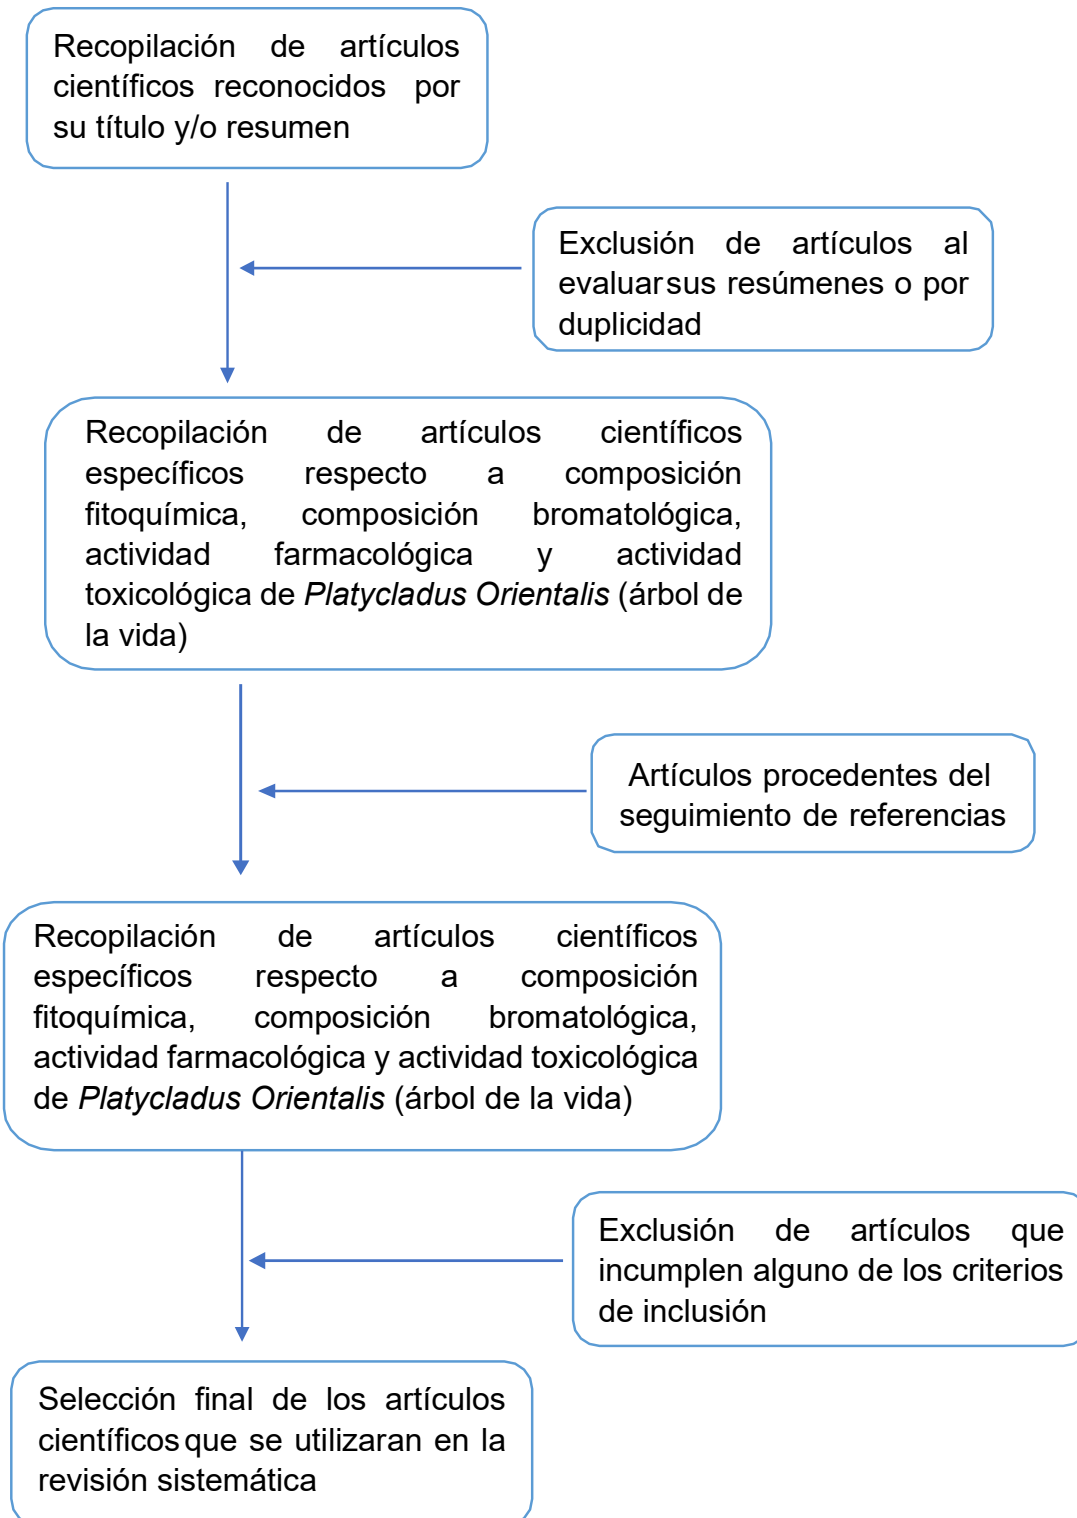 Recopilación de artículos
científicos reconocidos por
su título y/o resumen
Exclusión de artículos al
evaluar sus resúmenes o por
duplicidad
Recopilación de artículos científicos
específicos respecto a composición
fitoquímica, composición bromatológica,
actividad farmacológica y actividad
toxicológica de Platycladus Orientalis (árbol de
la vida)
Artículos procedentes del
seguimiento de referencias
Recopilación de artículos científicos
específicos respecto a composición
fitoquímica, composición bromatológica,
actividad farmacológica y actividad toxicológica
de Platycladus Orientalis (árbol de la vida)
Exclusión de artículos que
incumplen alguno de los criterios
de inclusión
Selección final de los artículos
científicos que se utilizaran en la
revisión sistemática